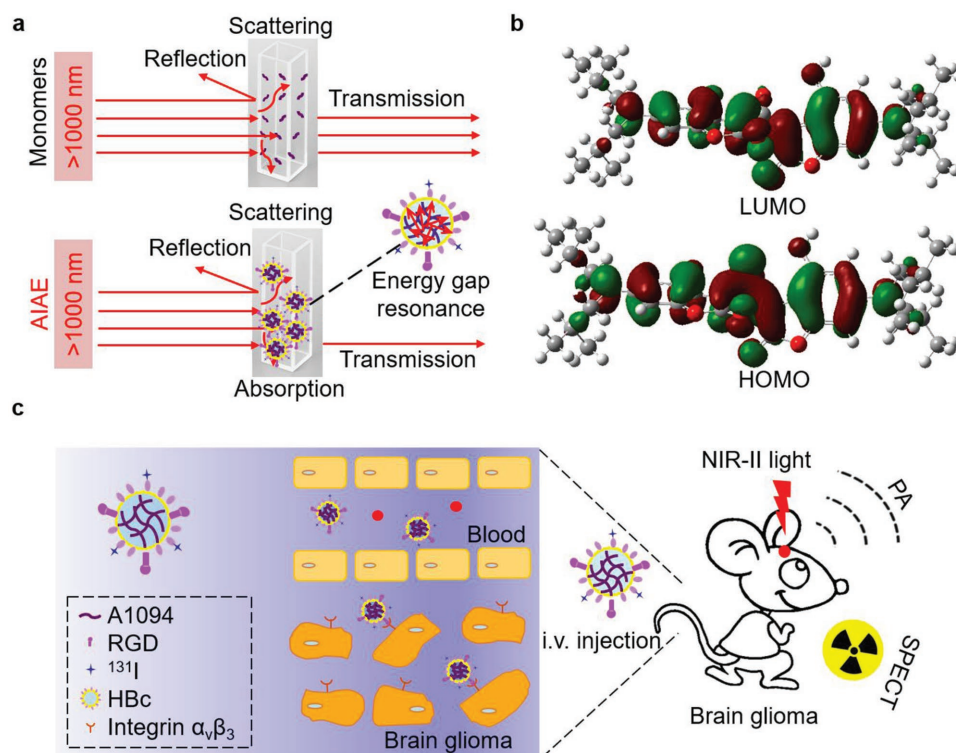 a
Monomers
>1000 nm
Reflection
Scattering
Transmission
AIAE
>1000 nm
Reflection
Scattering
Absorption
Energy gap
resonance
Transmission
b
LUMO
HOMO
c
A1094
RGD
¹³¹I
HBc
Integrin αᵥβ₃
Blood
Brain glioma
i.v. injection
NIR-II light
PA
SPECT
Brain glioma